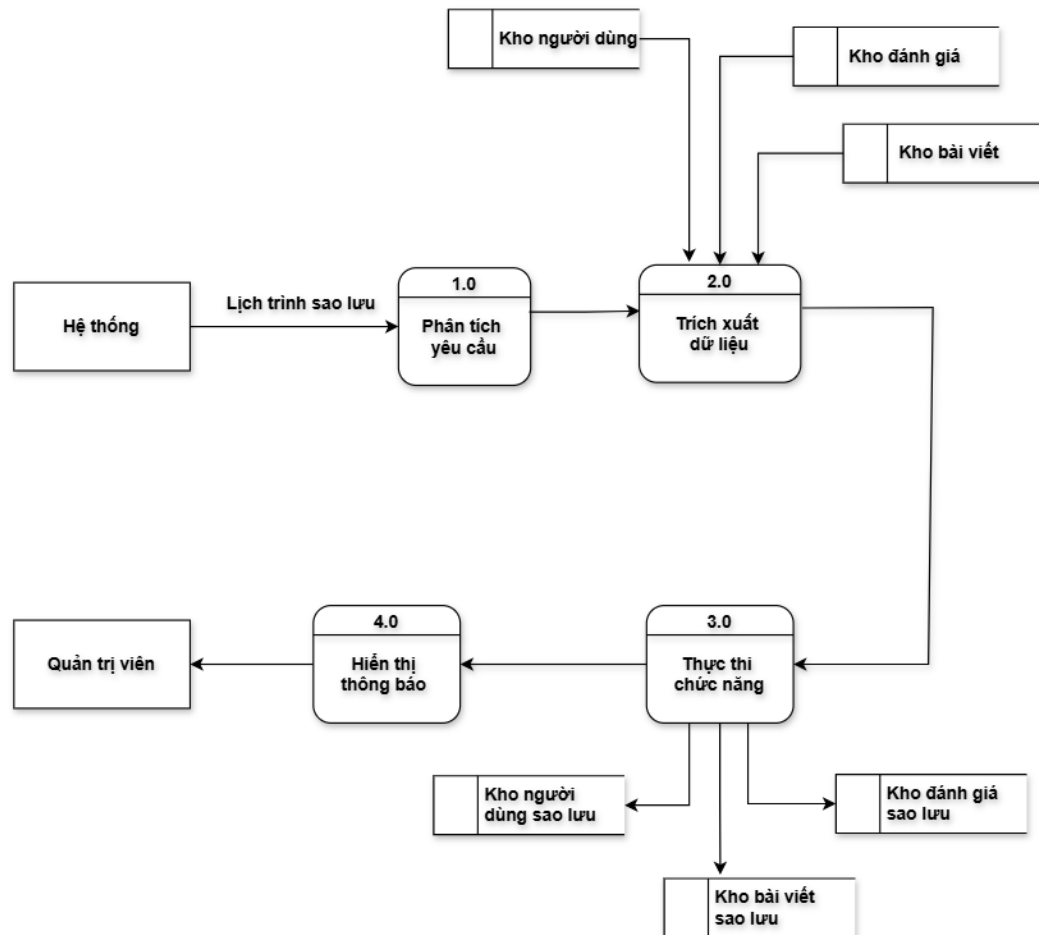 Kho người dùng
Kho đánh giá
Kho bài viết
Hệ thống
Lịch trình sao lưu
1.0
Phân tích
yêu cầu
2.0
Trích xuất
dữ liệu
Quản trị viên
4.0
Hiển thị
thông báo
3.0
Thực thi
chức năng
Kho người
dùng sao lưu
Kho đánh giá
sao lưu
Kho bài viết
sao lưu